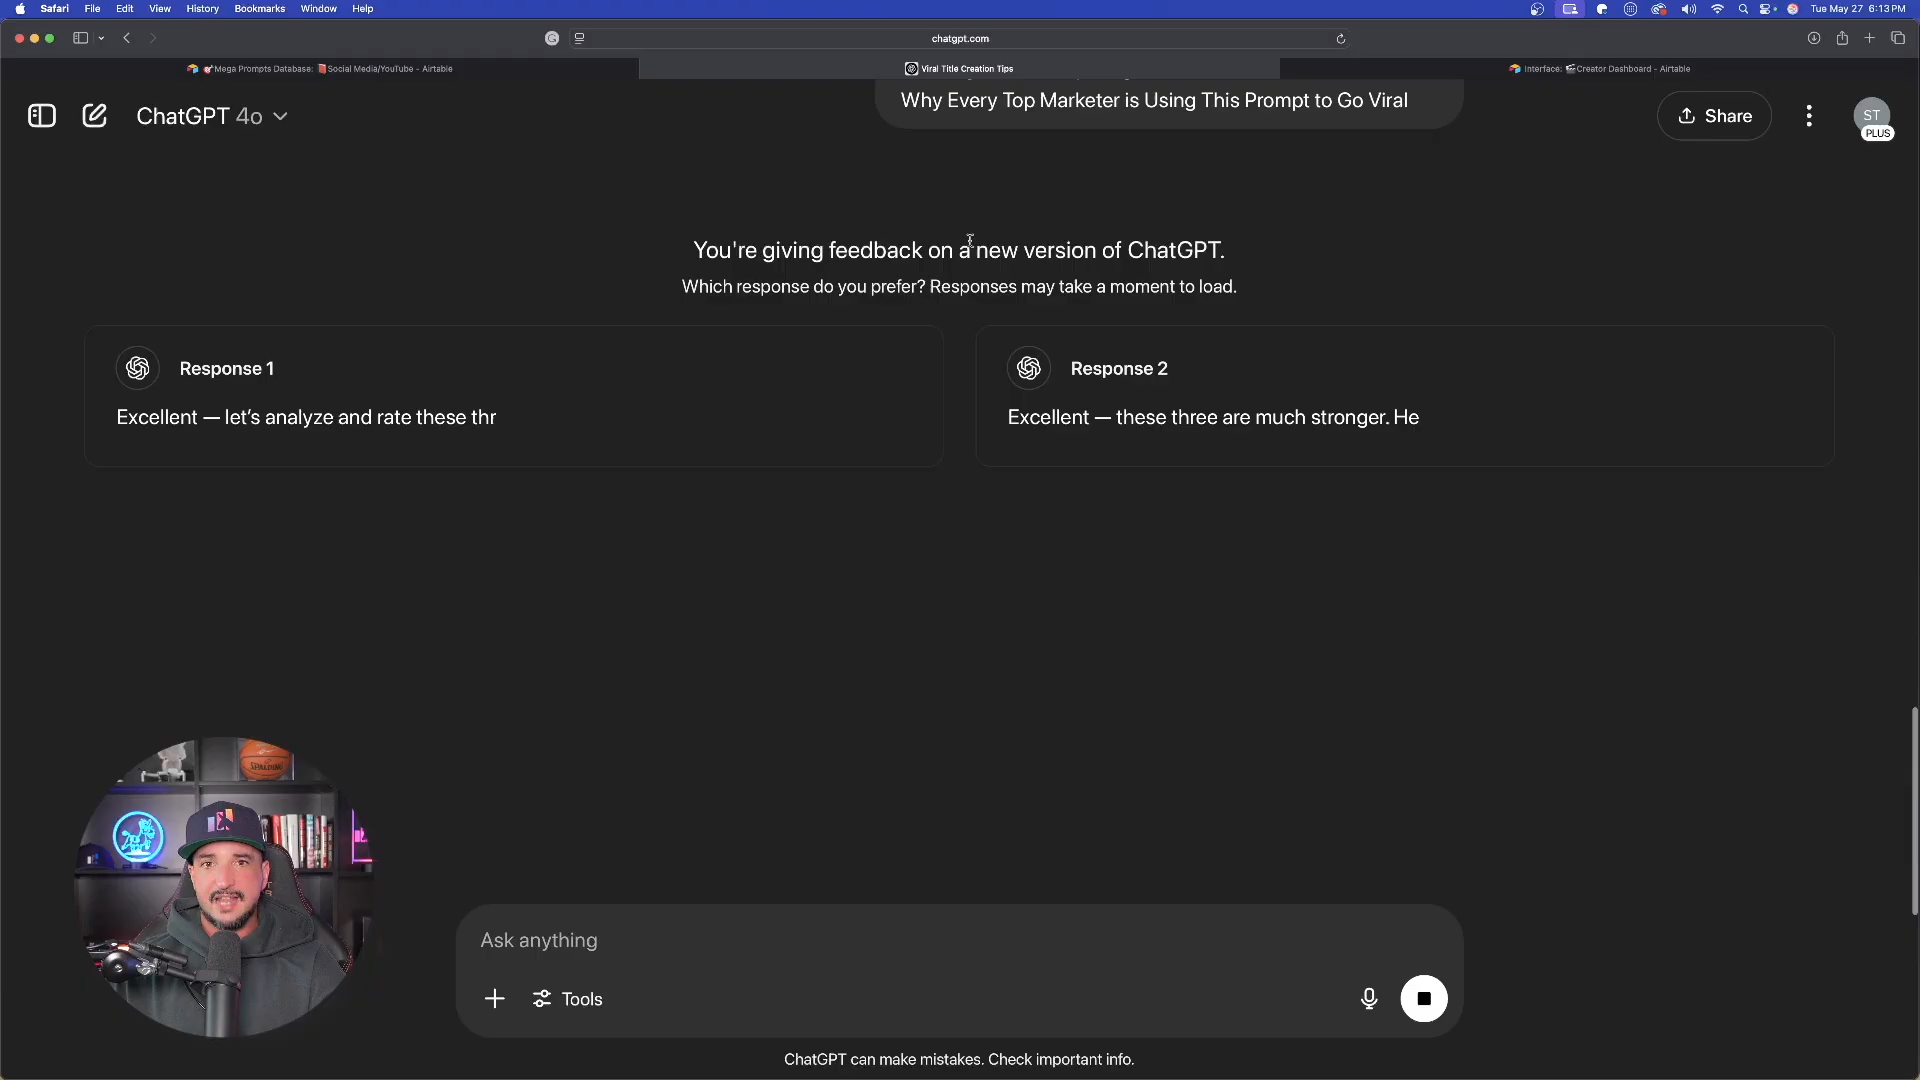 Safari File Edit View History Bookmarks Window Help
Tue May 27 6:13 PM
chatgpt.com
Mega Prompts Database: Social Media/YouTube - Airtable
Viral Title Creation Tips
Interface: Creator Dashboard - Airtable
ChatGPT 4o
Why Every Top Marketer is Using This Prompt to Go Viral
Share
ST
PLUS
You're giving feedback on a new version of ChatGPT.
Which response do you prefer? Responses may take a moment to load.
Response 1
Excellent — let's analyze and rate these thr
Response 2
Excellent — these three are much stronger. He
SPALDING
Ask anything
Tools
ChatGPT can make mistakes. Check important info.